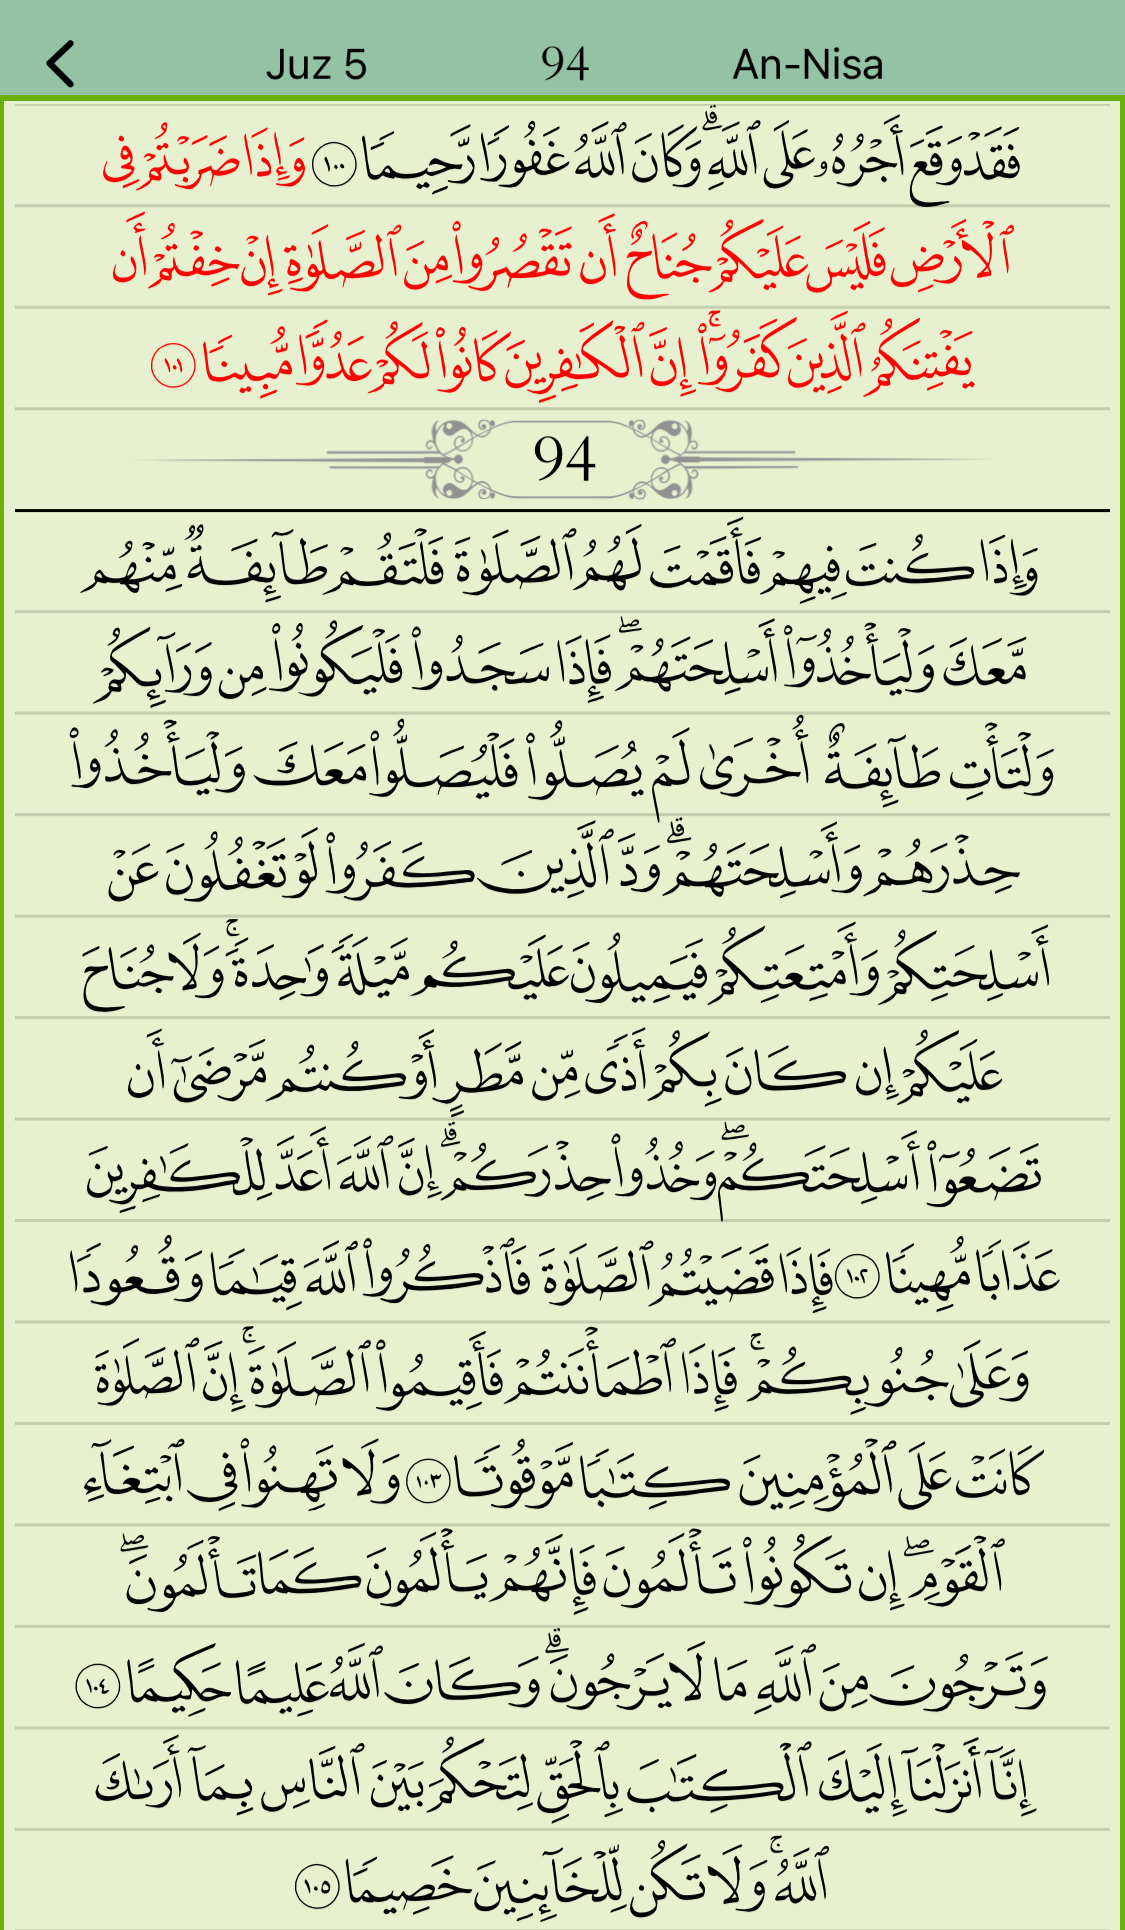 Juz 5 94 An-Nisa
فَقَدْ وَقَعَ أَجْرُهُۥ عَلَى ٱللَّهِۗ وَكَانَ ٱللَّهُ غَفُورًا رَّحِيمًا ١٠٠ وَإِذَا ضَرَبْتُمْ فِى
ٱلْأَرْضِ فَلَيْسَ عَلَيْكُمْ جُنَاحٌ أَن تَقْصُرُوا۟ مِنَ ٱلصَّلَوٰةِ إِنْ خِفْتُمْ أَن
يَفْتِنَكُمُ ٱلَّذِينَ كَفَرُوٓا۟ۚ إِنَّ ٱلْكَـٰفِرِينَ كَانُوا۟ لَكُمْ عَدُوًّا مُّبِينًا ١٠١
94
وَإِذَا كُنتَ فِيهِمْ فَأَقَمْتَ لَهُمُ ٱلصَّلَوٰةَ فَلْتَقُمْ طَآئِفَةٌ مِّنْهُم
مَّعَكَ وَلْيَأْخُذُوٓا۟ أَسْلِحَتَهُمْۖ فَإِذَا سَجَدُوا۟ فَلْيَكُونُوا۟ مِن وَرَآئِكُمْ
وَلْتَأْتِ طَآئِفَةٌ أُخْرَىٰ لَمْ يُصَلُّوا۟ فَلْيُصَلُّوا۟ مَعَكَ وَلْيَأْخُذُوا۟
حِذْرَهُمْ وَأَسْلِحَتَهُمْۗ وَدَّ ٱلَّذِينَ كَفَرُوا۟ لَوْ تَغْفُلُونَ عَنْ
أَسْلِحَتِكُمْ وَأَمْتِعَتِكُمْ فَيَمِيلُونَ عَلَيْكُم مَّيْلَةً وَٰحِدَةًۚ وَلَا جُنَاحَ
عَلَيْكُمْ إِن كَانَ بِكُمْ أَذًى مِّن مَّطَرٍ أَوْ كُنتُم مَّرْضَىٰٓ أَن
تَضَعُوٓا۟ أَسْلِحَتَكُمْۖ وَخُذُوا۟ حِذْرَكُمْۗ إِنَّ ٱللَّهَ أَعَدَّ لِلْكَـٰفِرِينَ
عَذَابًا مُّهِينًا ١٠٢ فَإِذَا قَضَيْتُمُ ٱلصَّلَوٰةَ فَٱذْكُرُوا۟ ٱللَّهَ قِيَـٰمًا وَقُعُودًا
وَعَلَىٰ جُنُوبِكُمْۚ فَإِذَا ٱطْمَأْنَنتُمْ فَأَقِيمُوا۟ ٱلصَّلَوٰةَۚ إِنَّ ٱلصَّلَوٰةَ
كَانَتْ عَلَى ٱلْمُؤْمِنِينَ كِتَـٰبًا مَّوْقُوتًا ١٠٣ وَلَا تَهِنُوا۟ فِى ٱبْتِغَآءِ
ٱلْقَوْمِۖ إِن تَكُونُوا۟ تَأْلَمُونَ فَإِنَّهُمْ يَأْلَمُونَ كَمَا تَأْلَمُونَۖ
وَتَرْجُونَ مِنَ ٱللَّهِ مَا لَا يَرْجُونَۗ وَكَانَ ٱللَّهُ عَلِيمًا حَكِيمًا ١٠٤
إِنَّآ أَنزَلْنَآ إِلَيْكَ ٱلْكِتَـٰبَ بِٱلْحَقِّ لِتَحْكُمَ بَيْنَ ٱلنَّاسِ بِمَآ أَرَىٰكَ
ٱللَّهُۚ وَلَا تَكُن لِّلْخَآئِنِينَ خَصِيمًا ١٠٥